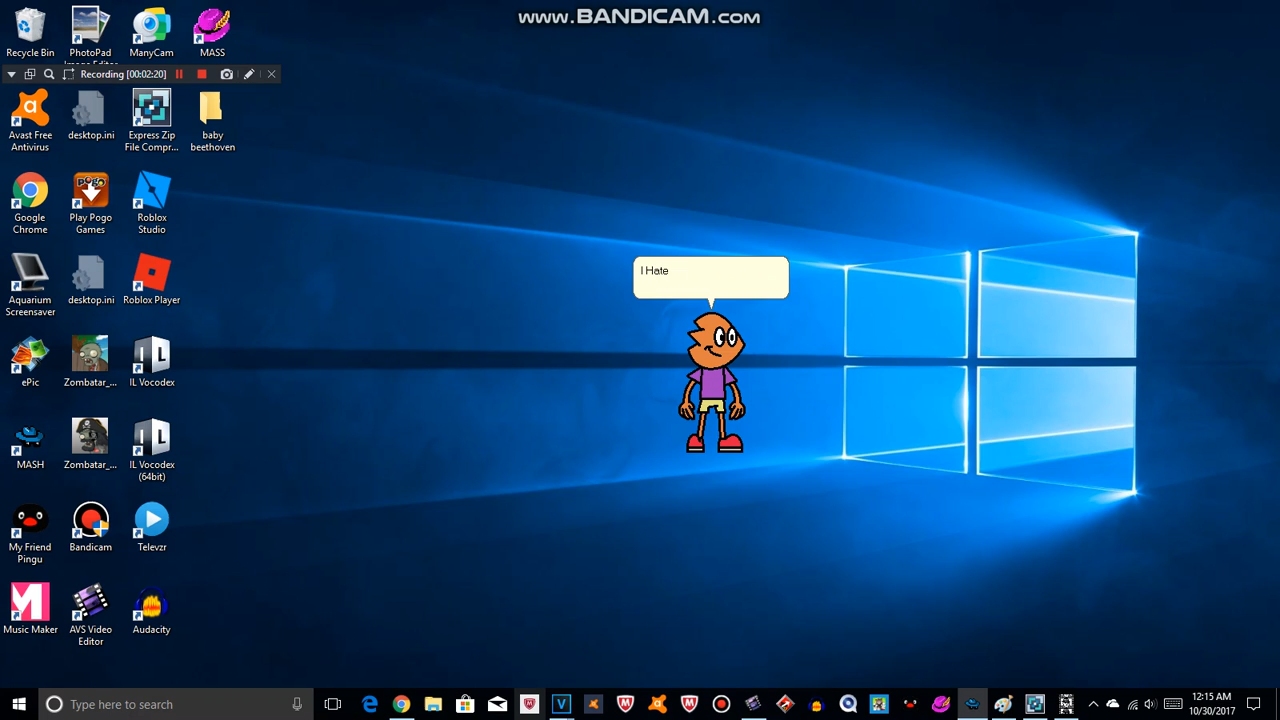 www.BANDICAM.com
Recycle Bin
PhotoPad
ManyCam
MASS
Recording [00:02:20]
Avast Free
Antivirus
desktop.ini
Express Zip
File Compr...
baby
beethoven
Google
Chrome
Play Pogo
Games
Roblox
Studio
Aquarium
Screensaver
desktop.ini
Roblox Player
ePic
Zombatar_...
IL Vocodex
MASH
Zombatar_...
IL Vocodex
(64bit)
My Friend
Pingu
Bandicam
Televzr
Music Maker
AVS Video
Editor
Audacity
I Hate
Type here to search
12:15 AM
10/30/2017